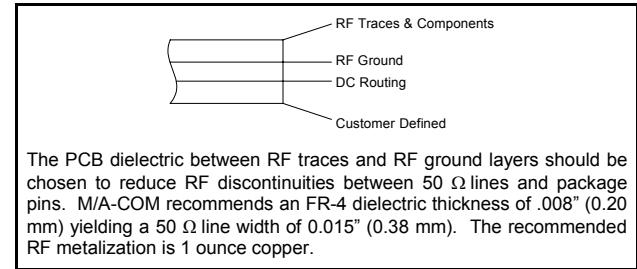 RF Traces & Components
RF Ground
DC Routing
Customer Defined
The PCB dielectric between RF traces and RF ground layers should be
chosen to reduce RF discontinuities between 50 Ω lines and package
pins. M/A-COM recommends an FR-4 dielectric thickness of .008” (0.20
mm) yielding a 50 Ω line width of 0.015” (0.38 mm). The recommended
RF metalization is 1 ounce copper.